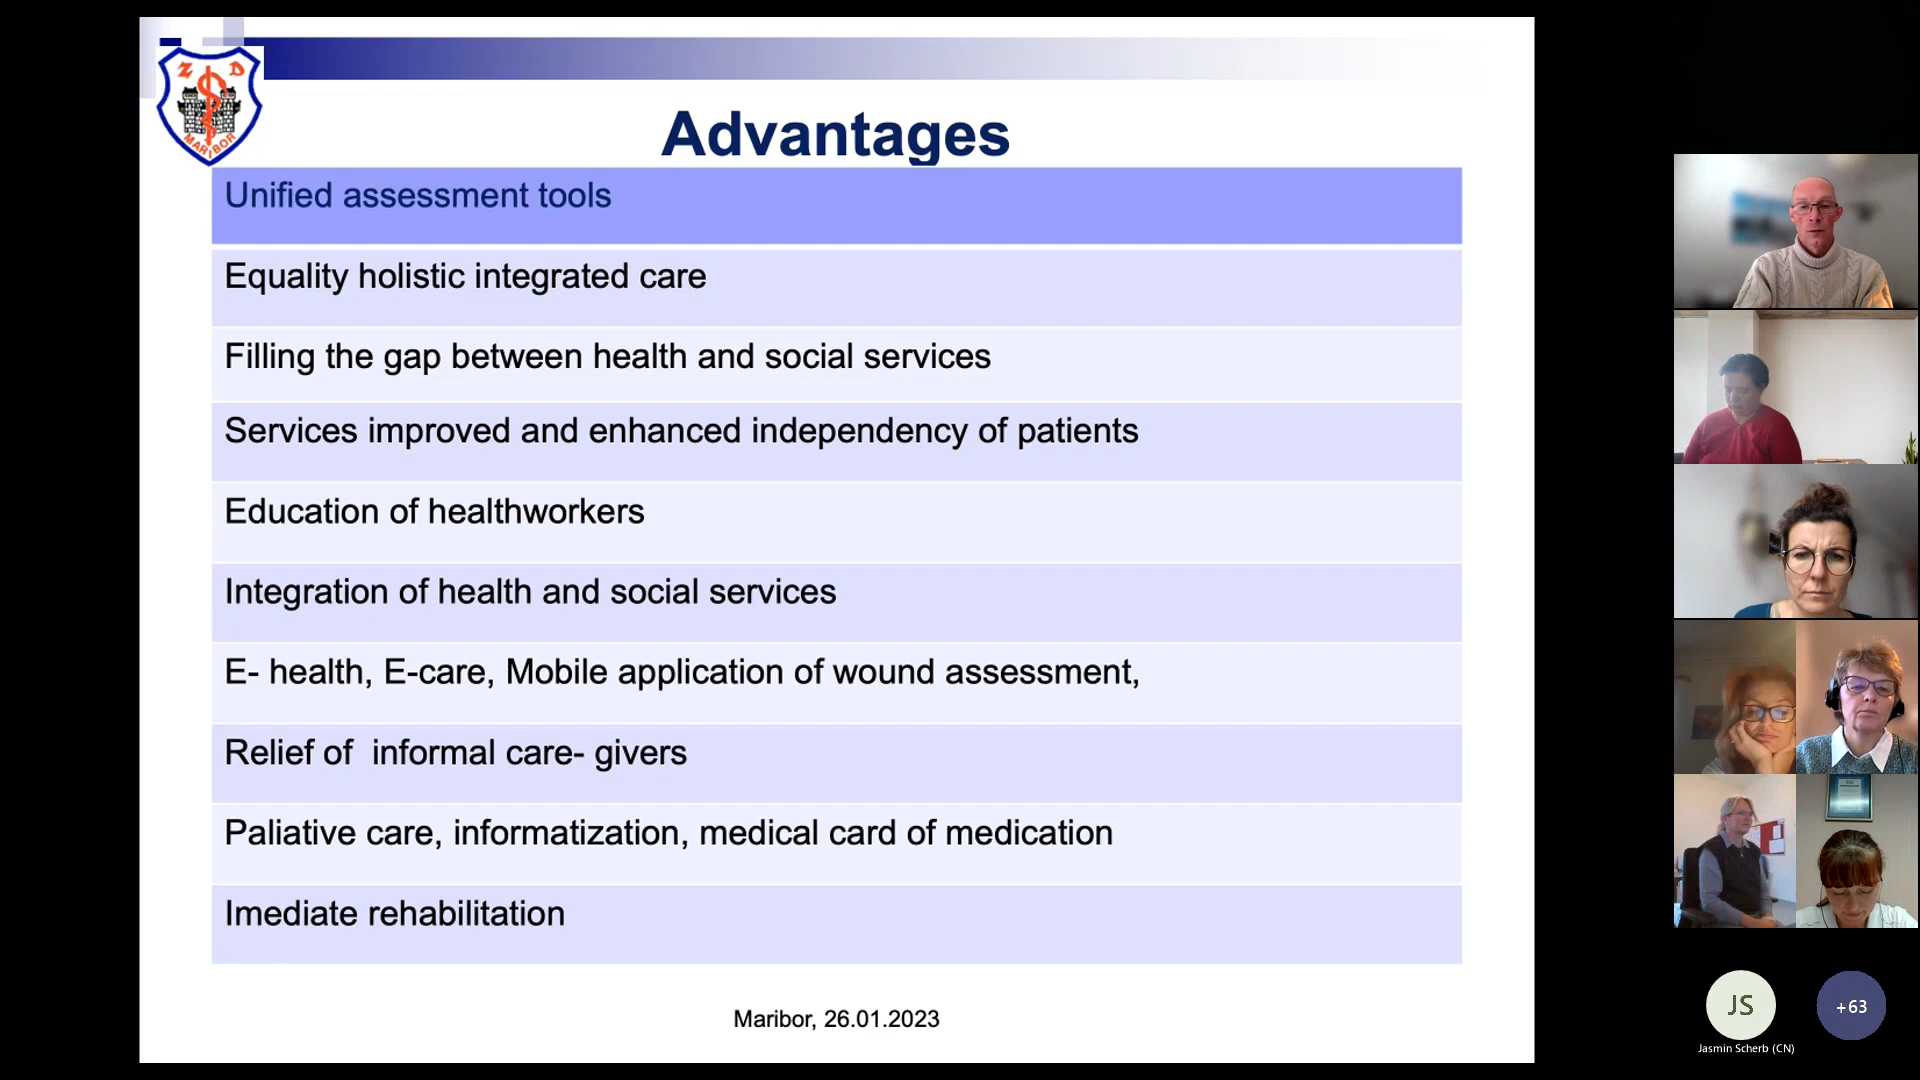 Z D
MARIBOR
Advantages
Unified assessment tools
Equality holistic integrated care
Filling the gap between health and social services
Services improved and enhanced independency of patients
Education of healthworkers
Integration of health and social services
E- health, E-care, Mobile application of wound assessment,
Relief of  informal care- givers
Paliative care, informatization, medical card of medication
Imediate rehabilitation
Maribor, 26.01.2023
JS
+63
Jasmin Scherb (CN)